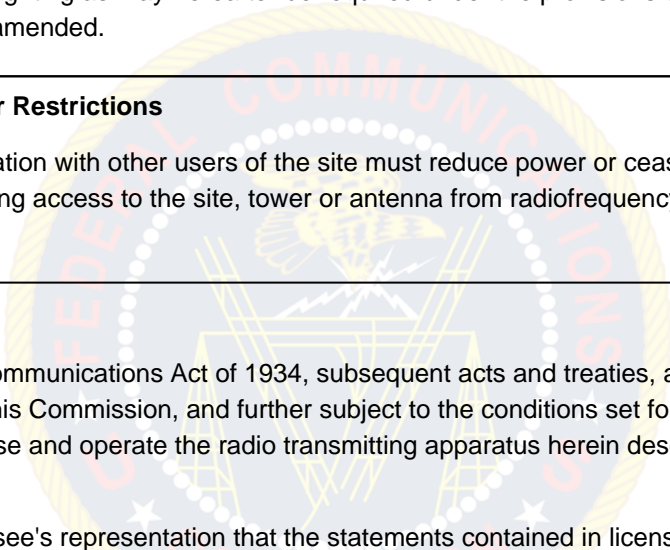 amended.
r Restrictions
ation with other users of the site must reduce power or ceas
ng access to the site, tower or antenna from radiofrequency
ommunications Act of 1934, subsequent acts and treaties, a
his Commission, and further subject to the conditions set fo
se and operate the radio transmitting apparatus herein des
see's representation that the statements contained in licens
FEDERAL COMMUNICATIONS